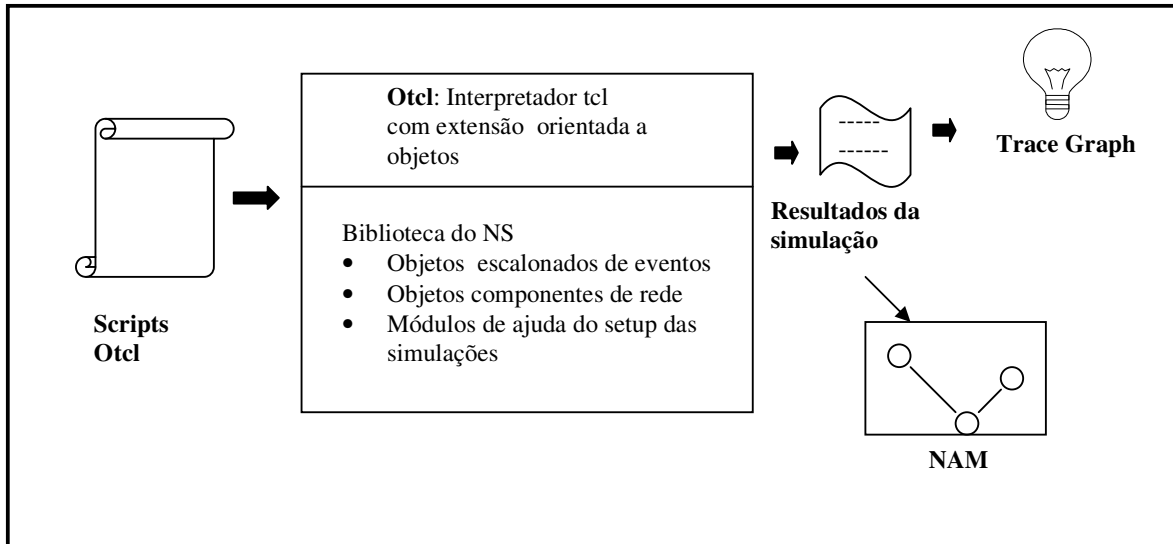 Scripts
Otcl
Otcl: Interpretador tcl
com extensão orientada a
objetos
Biblioteca do NS
• Objetos escalonados de eventos
• Objetos componentes de rede
• Módulos de ajuda do setup das
simulações
Resultados da
simulação
Trace Graph
NAM